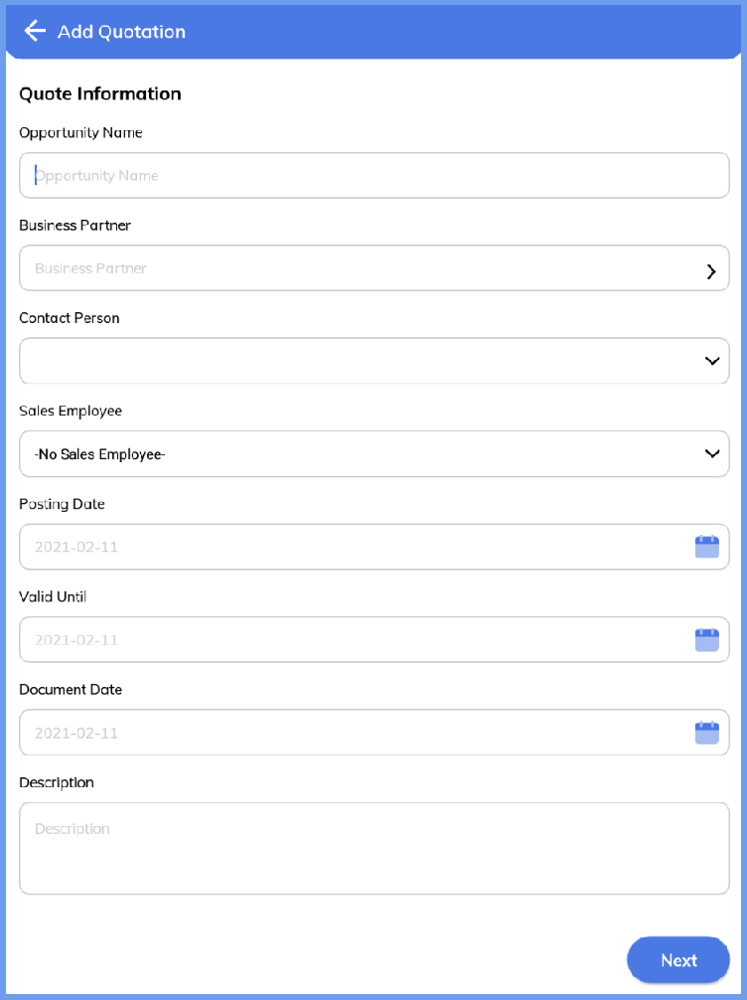 Add Quotation
Quote Information
Opportunity Name
Opportunity Name
Business Partner
Business Partner
Contact Person
Sales Employee
-No Sales Employee-
Posting Date
2021-02-11
Valid Until
2021-02-11
Document Date
2021-02-11
Description
Description
Next